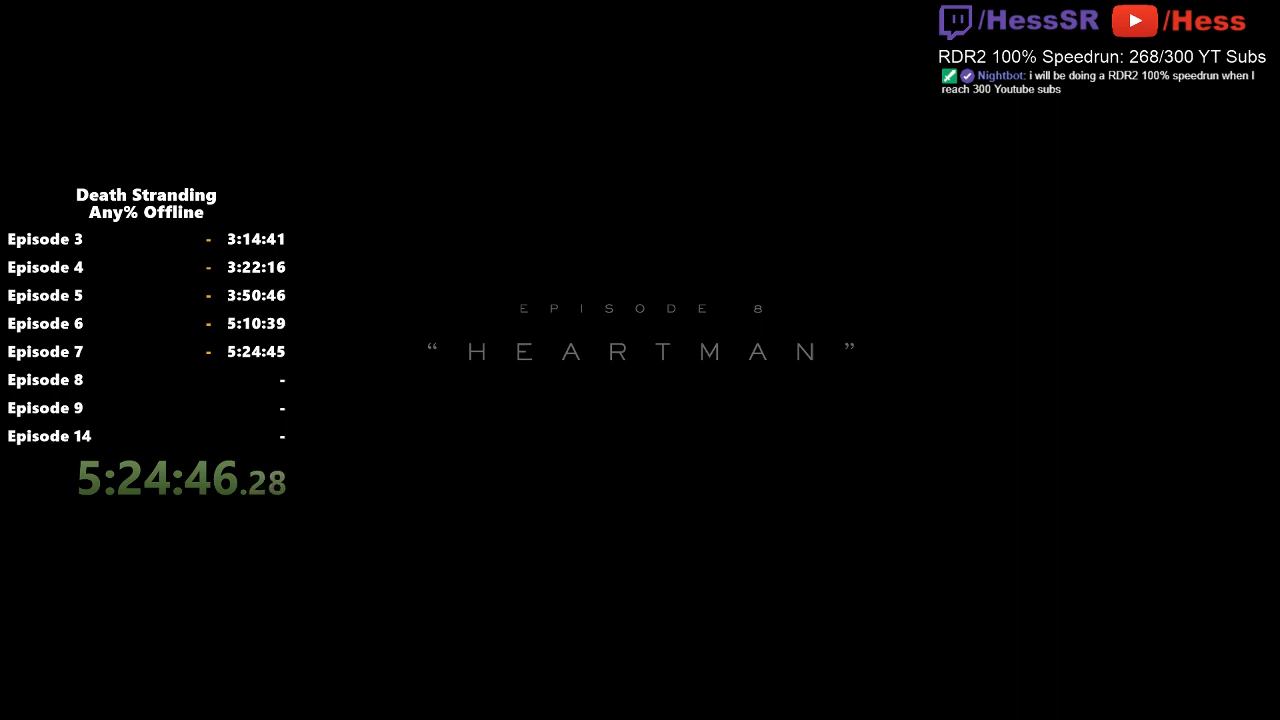 /HessSR /Hess
RDR2 100% Speedrun: 268/300 YT Subs
Nightbot: i will be doing a RDR2 100% speedrun when I
reach 300 Youtube subs
Death Stranding
Any% Offline
Episode 3 - 3:14:41
Episode 4 - 3:22:16
Episode 5 - 3:50:46
Episode 6 - 5:10:39
Episode 7 - 5:24:45
Episode 8 -
Episode 9 -
Episode 14 -
5:24:46.28
EPISODE 8
“HEARTMAN”